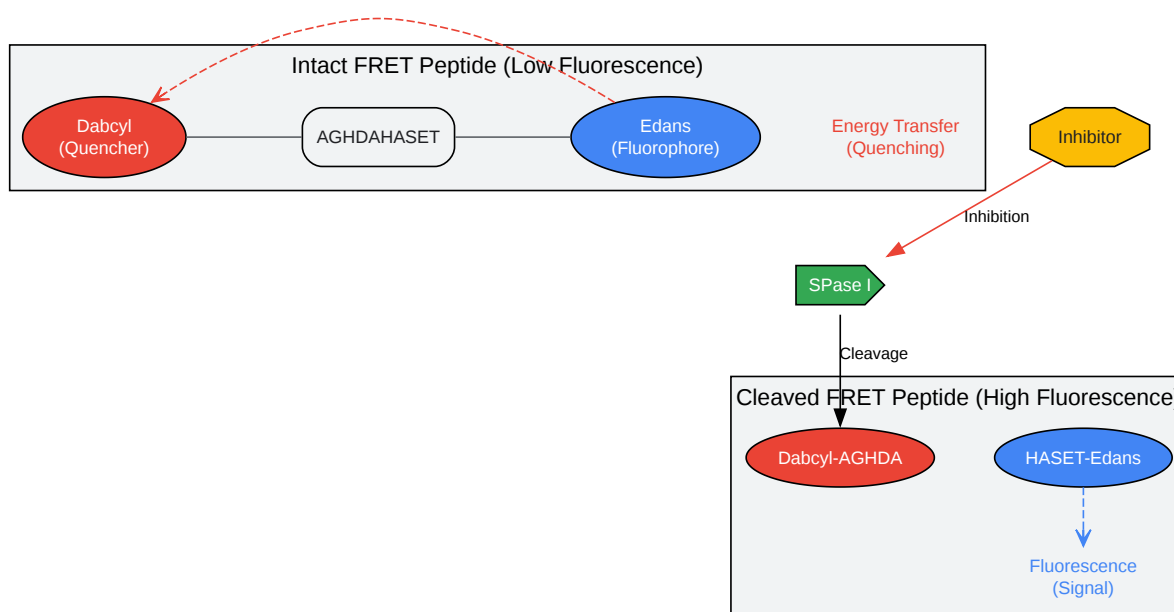 Intact FRET Peptide (Low Fluorescence)
Dabcyl
(Quencher)
AGHDAHASET
Edans
(Fluorophore)
Energy Transfer
(Quenching)
Inhibitor
Inhibition
SPase I
Cleavage
Cleaved FRET Peptide (High Fluorescence
Dabcyl-AGHDA
HASET-Edans
Fluorescence
(Signal)